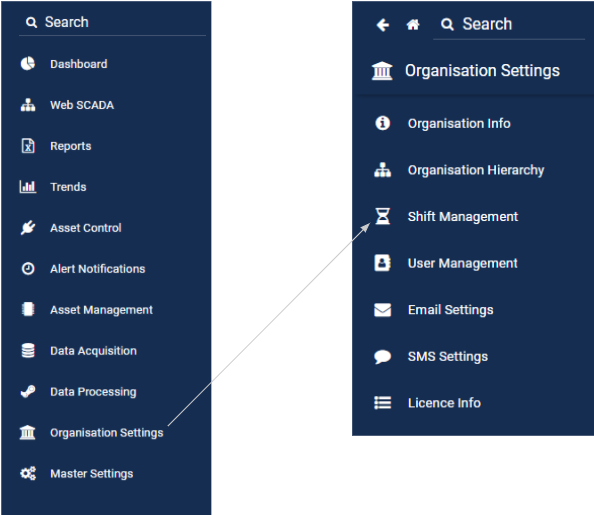 Search
Dashboard
Web SCADA
Reports
Trends
Asset Control
Alert Notifications
Asset Management
Data Acquisition
Data Processing
Organisation Settings
Master Settings
Search
Organisation Settings
Organisation Info
Organisation Hierarchy
Shift Management
User Management
Email Settings
SMS Settings
Licence Info